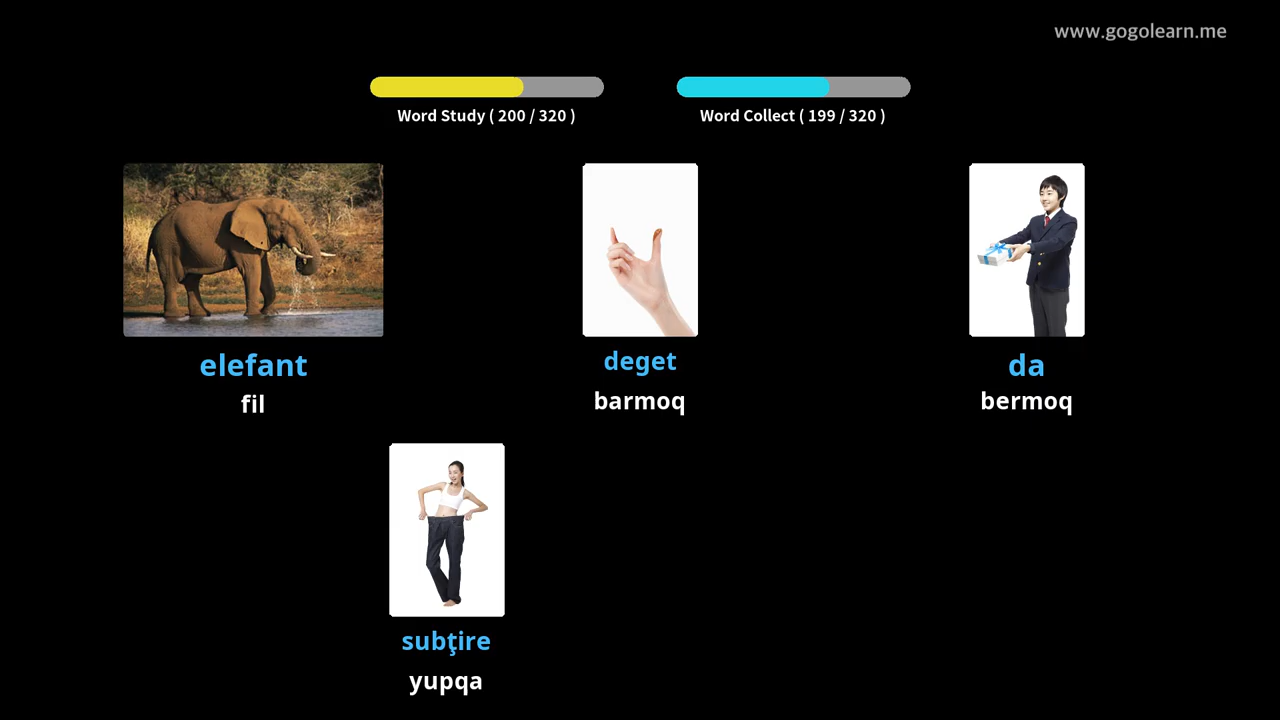 www.gogolearn.me
Word Study ( 200 / 320 )
Word Collect ( 199 / 320 )
elefant
fil
deget
barmoq
da
bermoq
subţire
yupqa